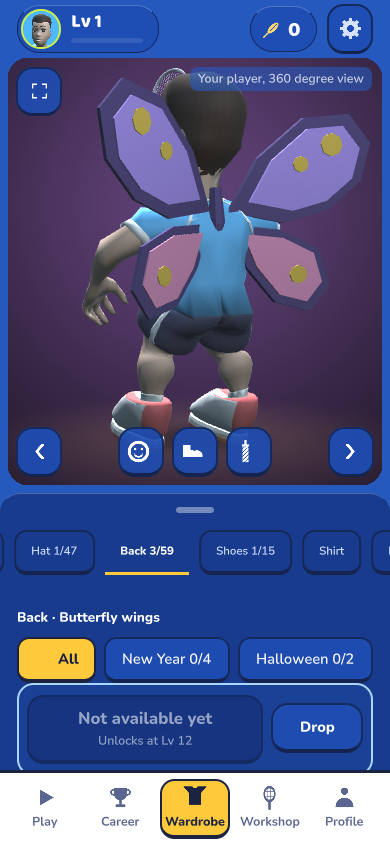 Lv 1
0
Your player, 360 degree view
Hat 1/47
Back 3/59
Shoes 1/15
Shirt
Back · Butterfly wings
All
New Year 0/4
Halloween 0/2
Not available yet
Unlocks at Lv 12
Drop
Play
Career
Wardrobe
Workshop
Profile